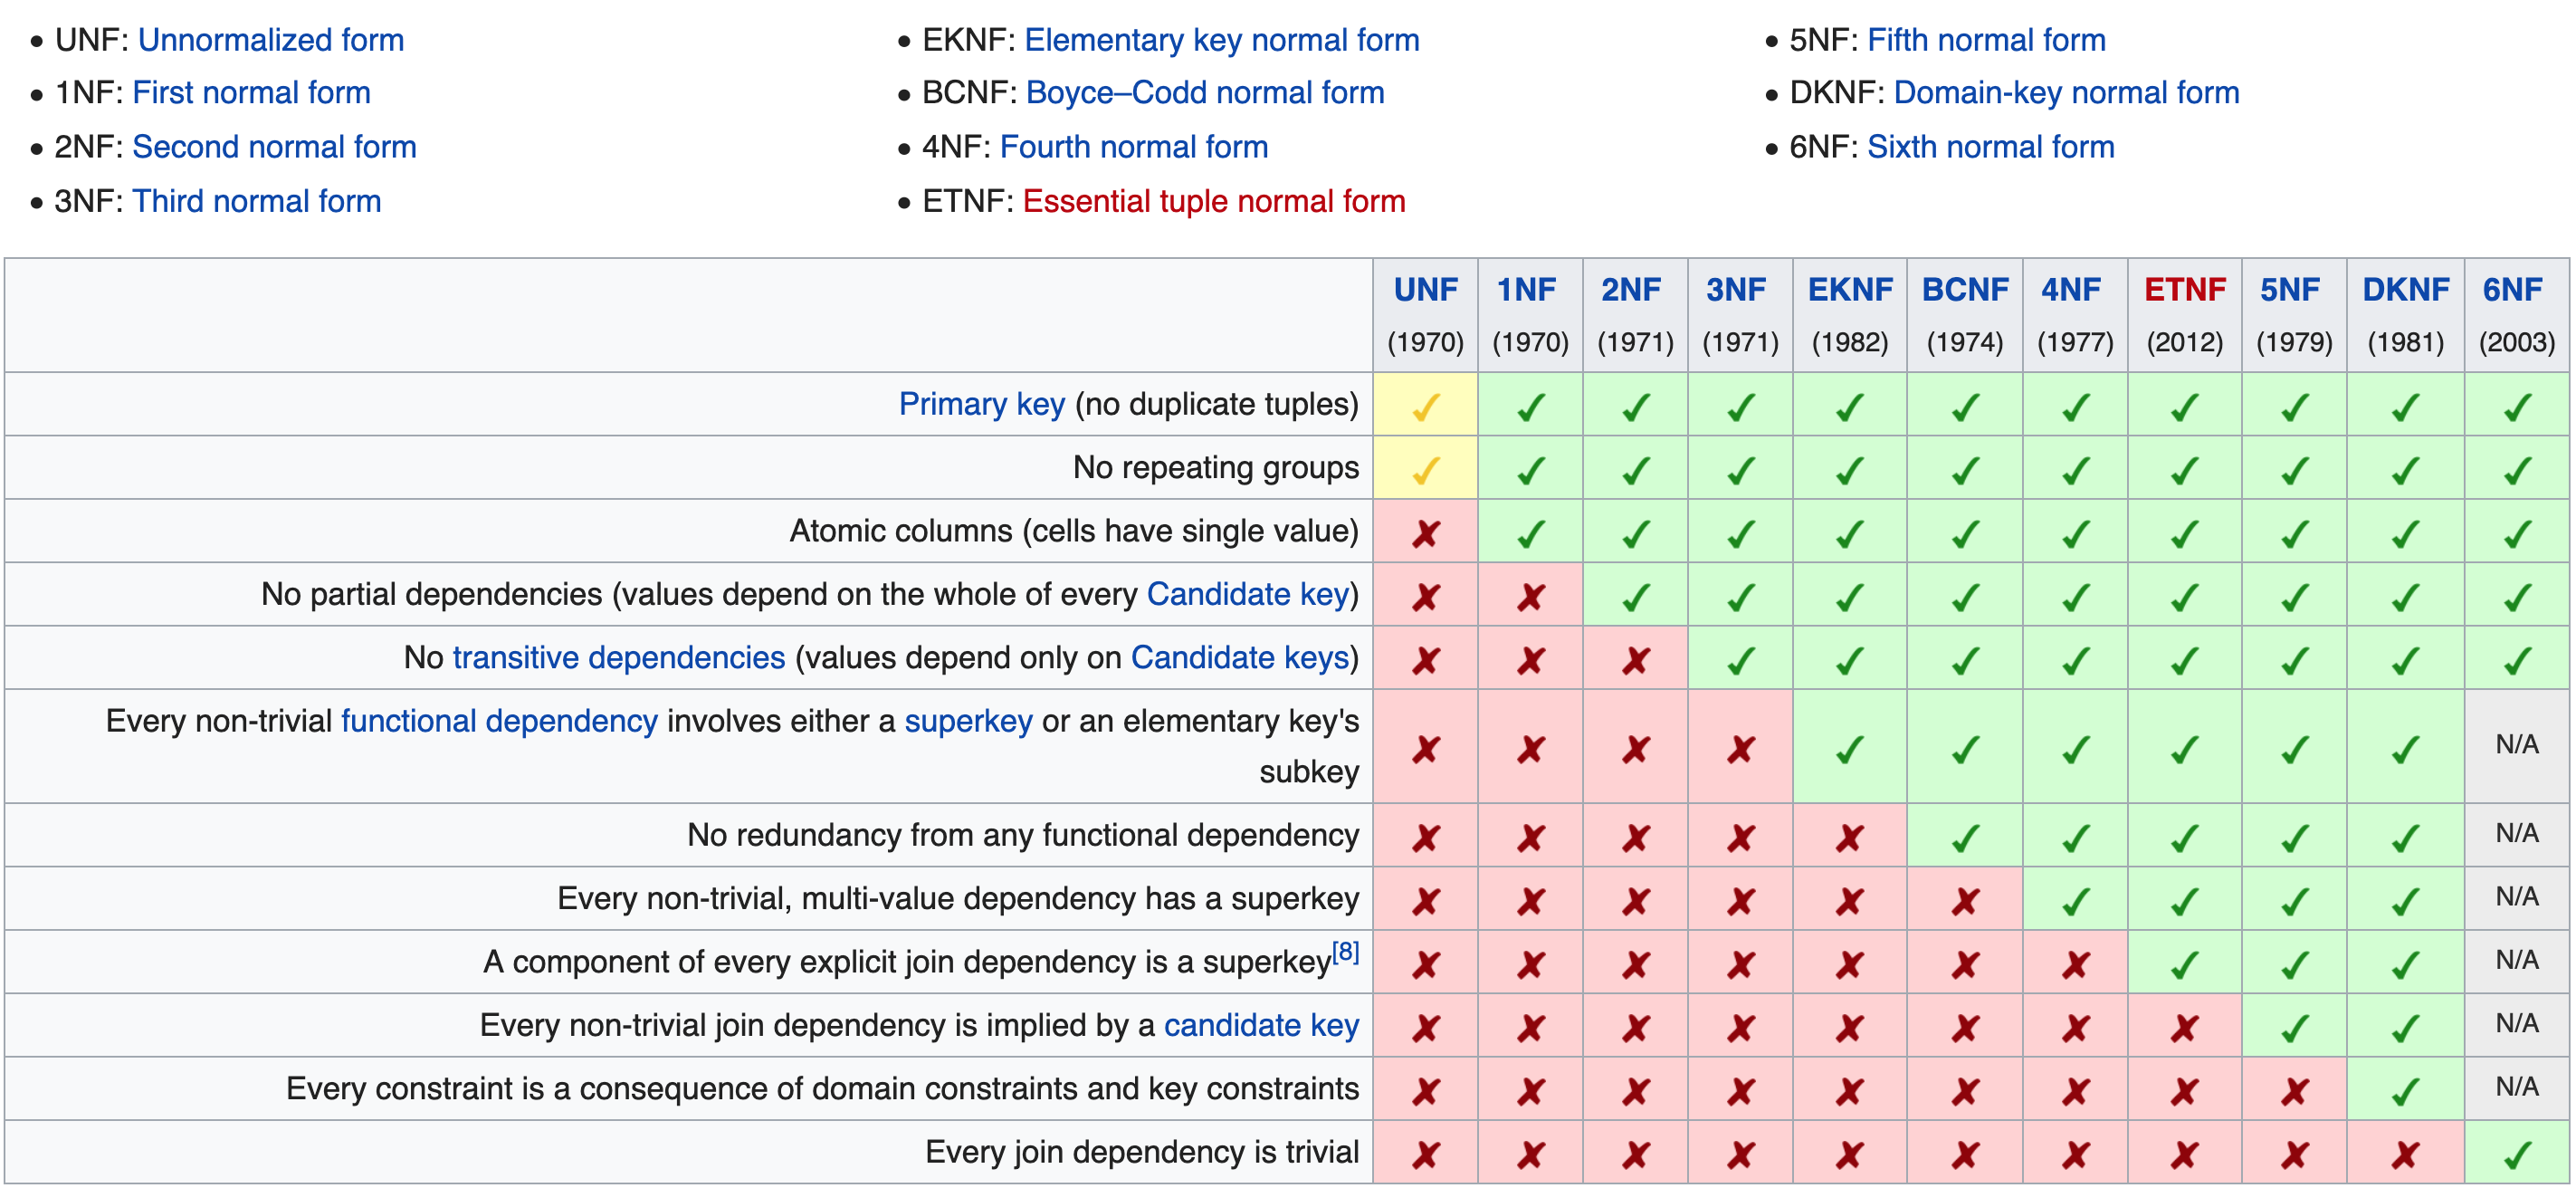 • UNF: Unnormalized form
• 1NF: First normal form
• 2NF: Second normal form
• 3NF: Third normal form
• EKNF: Elementary key normal form
• BCNF: Boyce–Codd normal form
• 4NF: Fourth normal form
• ETNF: Essential tuple normal form
• 5NF: Fifth normal form
• DKNF: Domain-key normal form
• 6NF: Sixth normal form
UNF 1NF 2NF 3NF EKNF BCNF 4NF ETNF 5NF DKNF 6NF
(1970) (1970) (1971) (1971) (1982) (1974) (1977) (2012) (1979) (1981) (2003)
Primary key (no duplicate tuples) ✓ ✓ ✓ ✓ ✓ ✓ ✓ ✓ ✓ ✓ ✓
No repeating groups ✓ ✓ ✓ ✓ ✓ ✓ ✓ ✓ ✓ ✓ ✓
Atomic columns (cells have single value) ✗ ✓ ✓ ✓ ✓ ✓ ✓ ✓ ✓ ✓ ✓
No partial dependencies (values depend on the whole of every Candidate key) ✗ ✗ ✓ ✓ ✓ ✓ ✓ ✓ ✓ ✓ ✓
No transitive dependencies (values depend only on Candidate keys) ✗ ✗ ✗ ✓ ✓ ✓ ✓ ✓ ✓ ✓ ✓
Every non-trivial functional dependency involves either a superkey or an elementary key's
subkey ✗ ✗ ✗ ✗ ✓ ✓ ✓ ✓ ✓ ✓ N/A
No redundancy from any functional dependency ✗ ✗ ✗ ✗ ✗ ✓ ✓ ✓ ✓ ✓ N/A
Every non-trivial, multi-value dependency has a superkey ✗ ✗ ✗ ✗ ✗ ✗ ✓ ✓ ✓ ✓ N/A
A component of every explicit join dependency is a superkey[8] ✗ ✗ ✗ ✗ ✗ ✗ ✗ ✓ ✓ ✓ N/A
Every non-trivial join dependency is implied by a candidate key ✗ ✗ ✗ ✗ ✗ ✗ ✗ ✗ ✓ ✓ N/A
Every constraint is a consequence of domain constraints and key constraints ✗ ✗ ✗ ✗ ✗ ✗ ✗ ✗ ✗ ✓ N/A
Every join dependency is trivial ✗ ✗ ✗ ✗ ✗ ✗ ✗ ✗ ✗ ✗ ✓